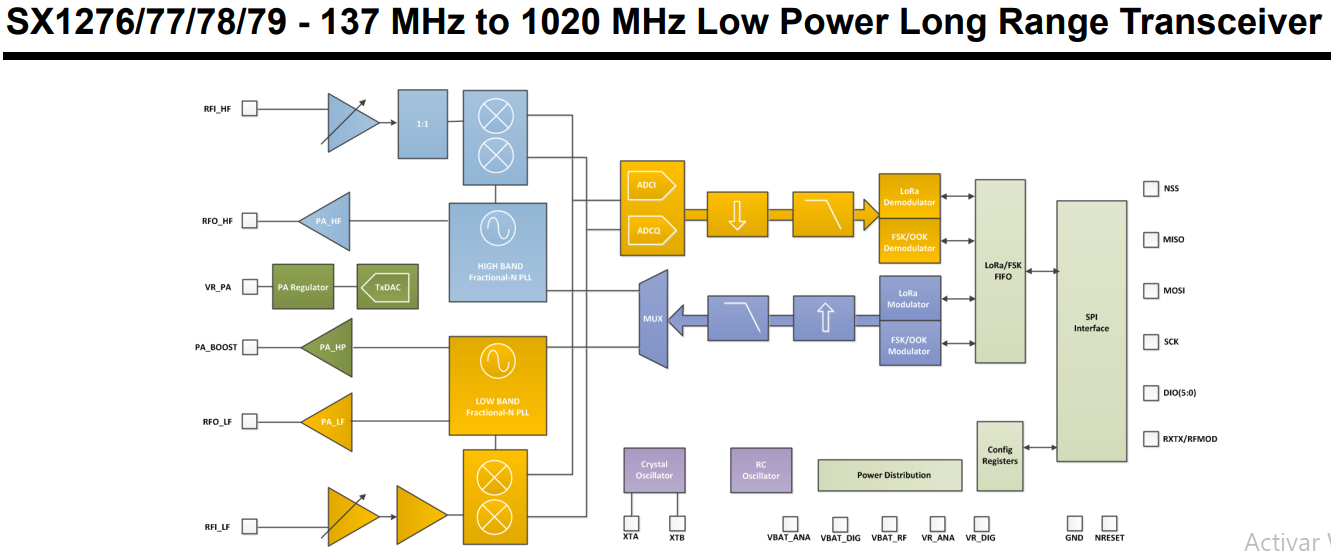 SX1276/77/78/79 - 137 MHz to 1020 MHz Low Power Long Range Transceiver
RFI_HF
1:1
ADCI
ADCQ
LoRa
Demodulator
FSK/OOK
Demodulator
NSS
RFO_HF
PA_HF
HIGH BAND
Fractional-N PLL
MISO
LoRa/FSK
FIFO
VR_PA
PA Regulator
TxDAC
MOSI
MUX
LoRa
Modulator
FSK/OOK
Modulator
SPI
Interface
PA_BOOST
PA_HP
SCK
LOW BAND
Fractional-N PLL
DIO(5:0)
RFO_LF
PA_LF
RXTX/RFMOD
Crystal
Oscillator
RC
Oscillator
Power Distribution
Config
Registers
RFI_LF
XTA
XTB
VBAT_ANA
VBAT_DIG
VBAT_RF
VR_ANA
VR_DIG
GND
NRESET
Activar